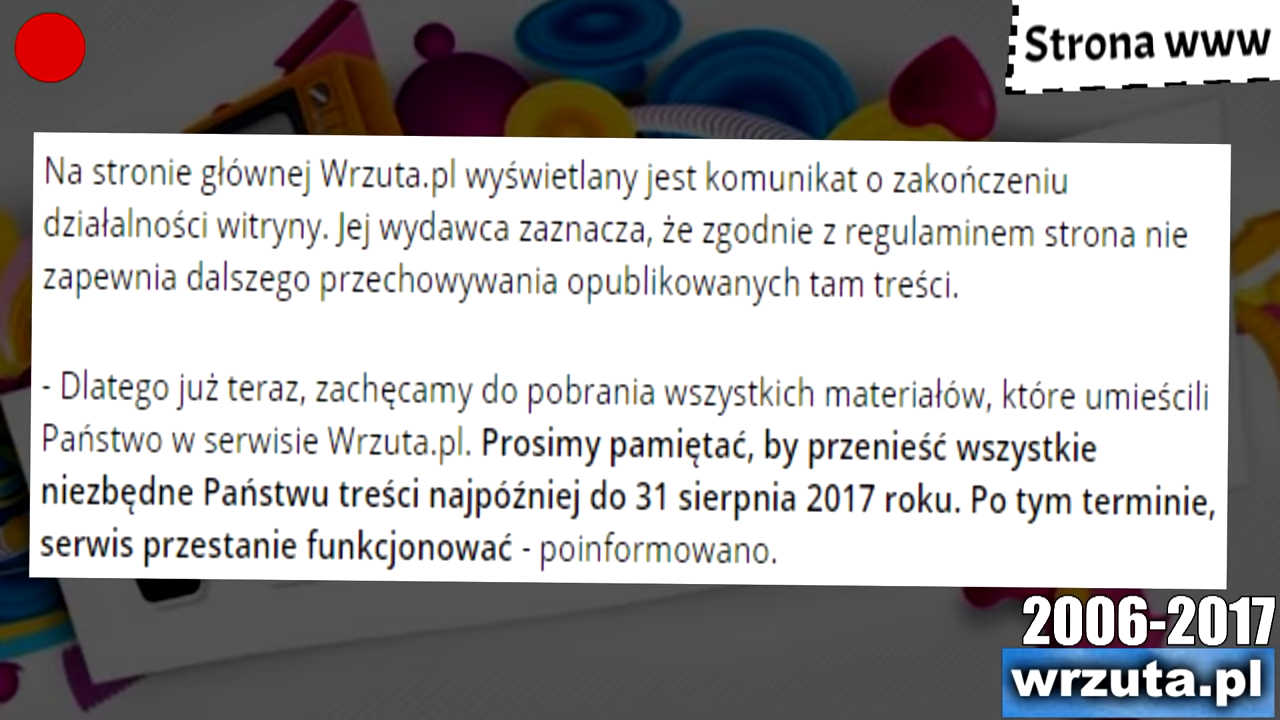 Strona www
Na stronie głównej Wrzuta.pl wyświetlany jest komunikat o zakończeniu
działalności witryny. Jej wydawca zaznacza, że zgodnie z regulaminem strona nie
zapewnia dalszego przechowywania opublikowanych tam treści.
- Dlatego już teraz, zachęcamy do pobrania wszystkich materiałów, które umieścili
Państwo w serwisie Wrzuta.pl. Prosimy pamiętać, by przenieść wszystkie
niezbędne Państwu treści najpóźniej do 31 sierpnia 2017 roku. Po tym terminie,
serwis przestanie funkcjonować - poinformowano.
2006-2017
wrzuta.pl